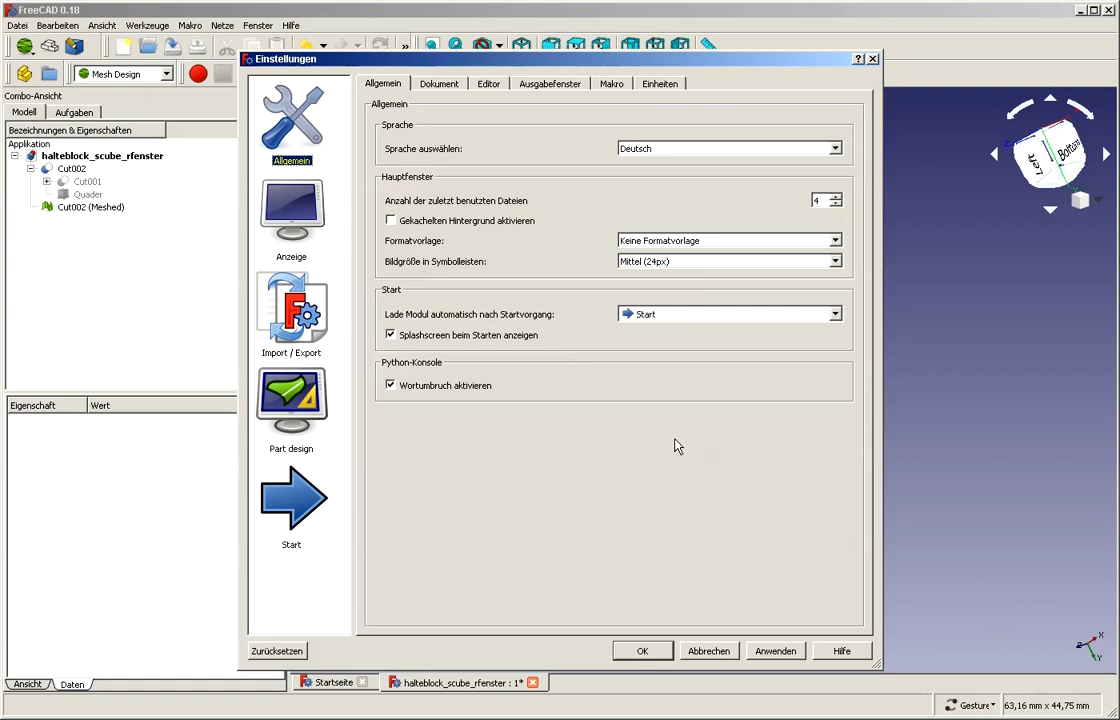 FreeCAD 0.18
Datei Bearbeiten Ansicht Werkzeuge Makro Netze Fenster Hilfe
Mesh Design
Combo-Ansicht
Modell Aufgaben
Bezeichnungen & Eigenschaften
Applikation
halteblock_scube_rfenster
Cut002
Cut001
Quader
Cut002 (Meshed)
Eigenschaft Wert
Ansicht Daten
Einstellungen
Allgemein
Anzeige
Import / Export
Part design
Start
Allgemein Dokument Editor Ausgabefenster Makro Einheiten
Allgemein
Sprache
Sprache auswählen: Deutsch
Hauptfenster
Anzahl der zuletzt benutzten Dateien 4
Gekachelten Hintergrund aktivieren
Formatvorlage: Keine Formatvorlage
Bildgröße in Symbolleisten: Mittel (24px)
Start
Lade Modul automatisch nach Startvorgang: Start
Splashscreen beim Starten anzeigen
Python-Konsole
Wortumbruch aktivieren
Zurücksetzen OK Abbrechen Anwenden Hilfe
Left Bottom
X
Z
Y
Startseite halteblock_scube_rfenster : 1*
Gesture 63,16 mm x 44,75 mm